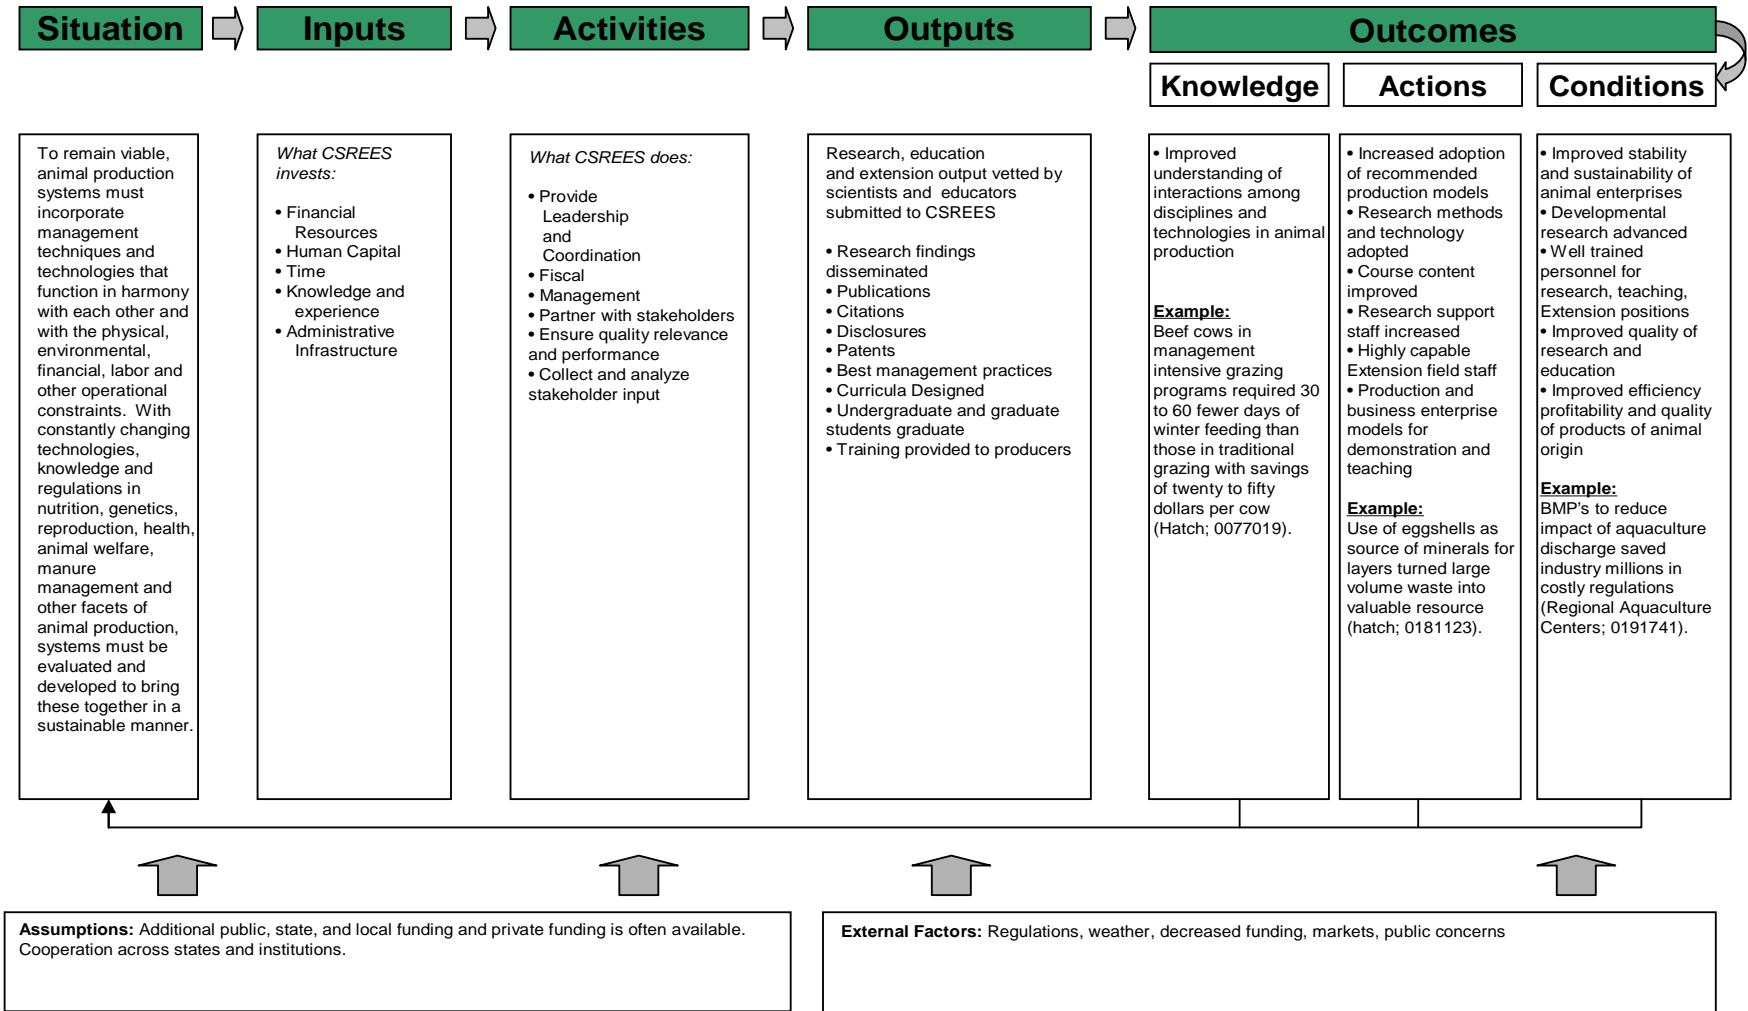 Situation
Inputs
Activities
Outputs
Outcomes
Knowledge
Actions
Conditions
To remain viable,
animal production
systems must
incorporate
management
techniques and
technologies that
function in harmony
with each other and
with the physical,
environmental,
financial, labor and
other operational
constraints. With
constantly changing
technologies,
knowledge and
regulations in
nutrition, genetics,
reproduction, health,
animal welfare,
manure
management and
other facets of
animal production,
systems must be
evaluated and
developed to bring
these together in a
sustainable manner.
What CSREES
invests:
• Financial
Resources
• Human Capital
• Time
• Knowledge and
experience
• Administrative
Infrastructure
What CSREES does:
• Provide
Leadership
and
Coordination
• Fiscal
• Management
• Partner with stakeholders
• Ensure quality relevance
and performance
• Collect and analyze
stakeholder input
Research, education
and extension output vetted by
scientists and educators
submitted to CSREES
• Research findings
disseminated
• Publications
• Citations
• Disclosures
• Patents
• Best management practices
• Curricula Designed
• Undergraduate and graduate
students graduate
• Training provided to producers
• Improved
understanding of
interactions among
disciplines and
technologies in animal
production
Example:
Beef cows in
management
intensive grazing
programs required 30
to 60 fewer days of
winter feeding than
those in traditional
grazing with savings
of twenty to fifty
dollars per cow
(Hatch; 0077019).
• Increased adoption
of recommended
production models
• Research methods
and technology
adopted
• Course content
improved
• Research support
staff increased
• Highly capable
Extension field staff
• Production and
business enterprise
models for
demonstration and
teaching
Example:
Use of eggshells as
source of minerals for
layers turned large
volume waste into
valuable resource
(hatch; 0181123).
• Improved stability
and sustainability of
animal enterprises
• Developmental
research advanced
• Well trained
personnel for
research, teaching,
Extension positions
• Improved quality of
research and
education
• Improved efficiency
profitability and quality
of products of animal
origin
Example:
BMP's to reduce
impact of aquaculture
discharge saved
industry millions in
costly regulations
(Regional Aquaculture
Centers; 0191741).
Assumptions: Additional public, state, and local funding and private funding is often available.
Cooperation across states and institutions.
External Factors: Regulations, weather, decreased funding, markets, public concerns